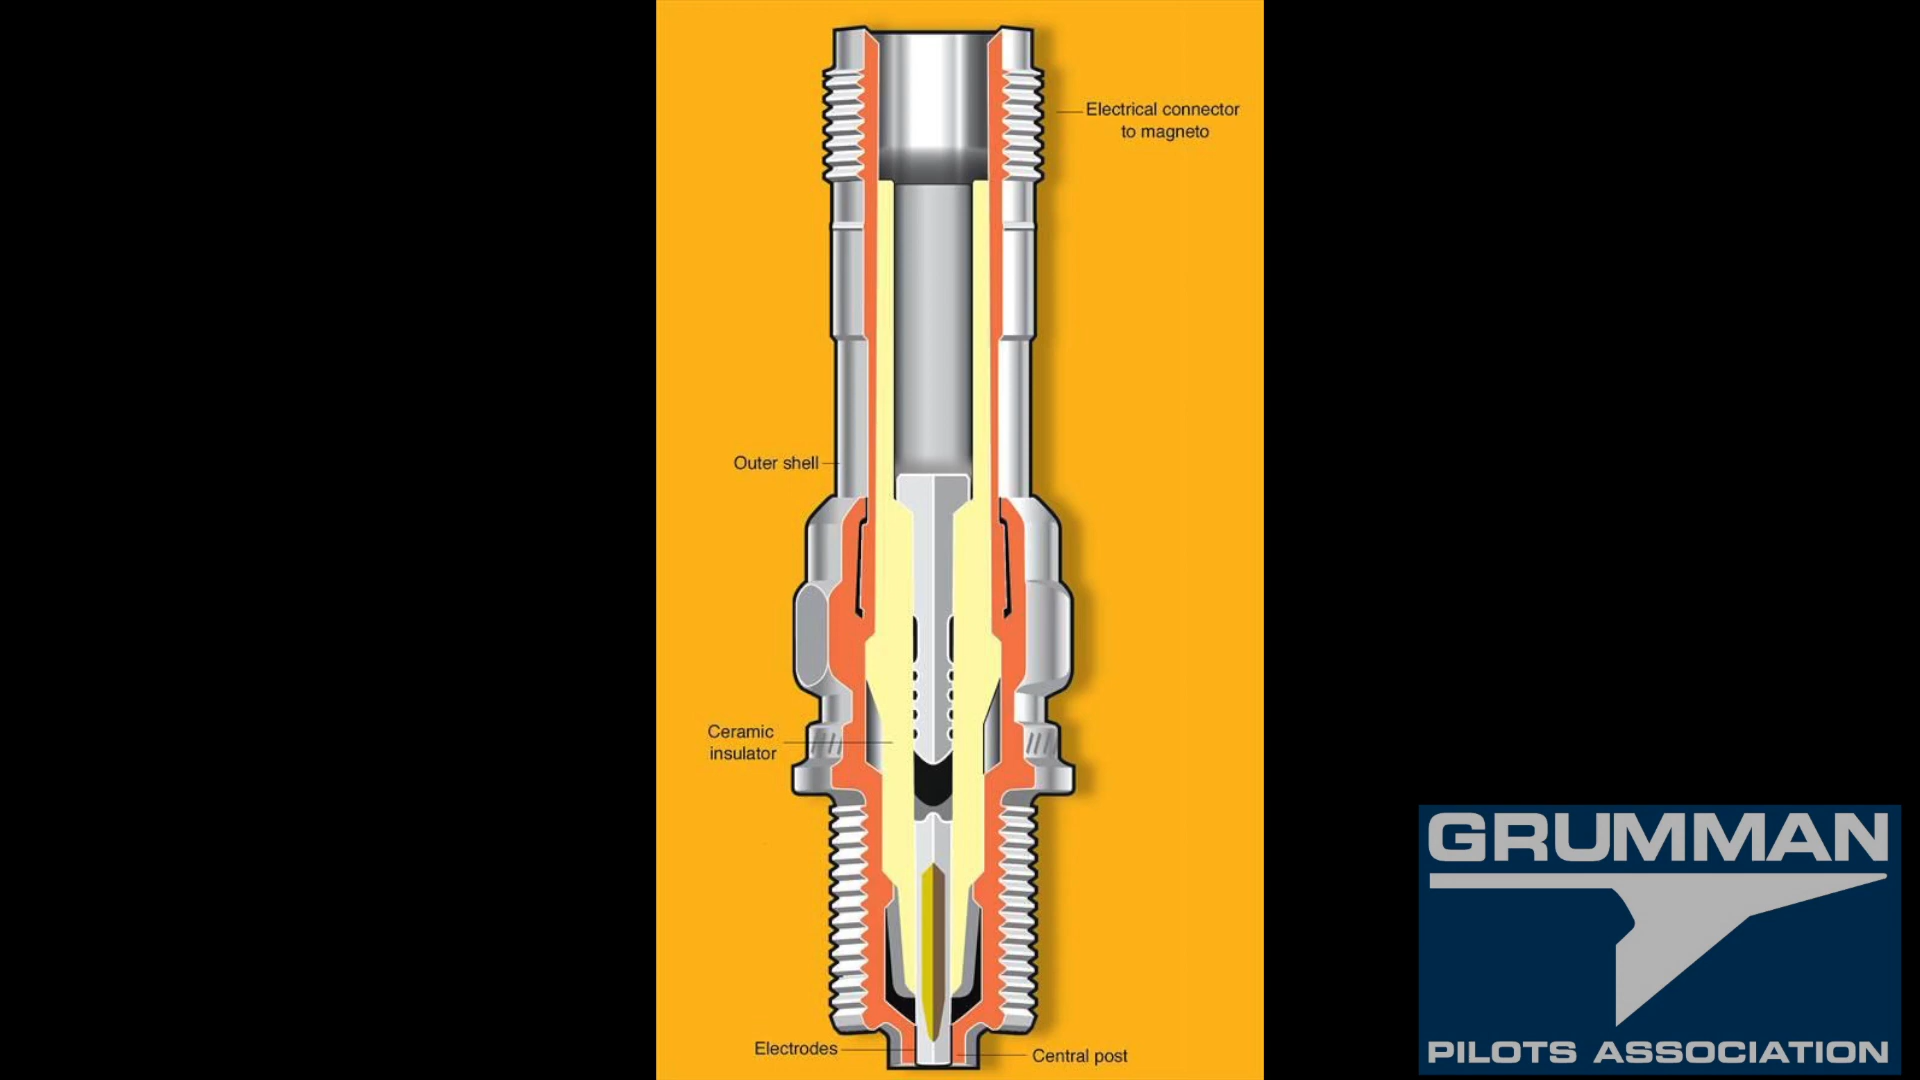 Electrical connector
to magneto
Outer shell
Ceramic
insulator
Electrodes
Central post
GRUMMAN
PILOTS ASSOCIATION